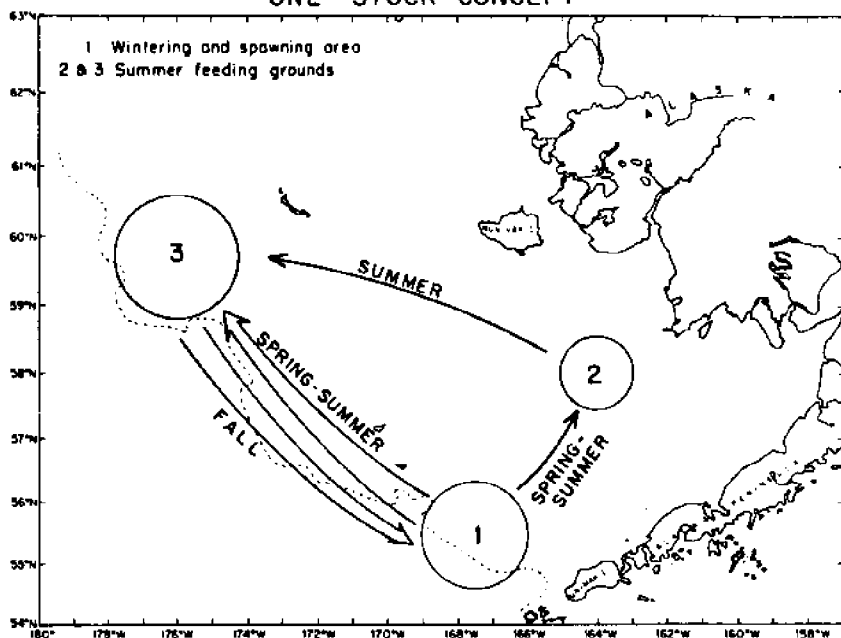 ONE STOCK CONCEPT
1 Wintering and spawning area
2 & 3 Summer feeding grounds
ALASKA
63°N
62°N
61°N
60°N
59°N
58°N
57°N
56°N
55°N
54°N
3
SUMMER
2
SPRING-SUMMER
FALL
SPRING-
SUMMER
1
180°
178°W
176°W
174°W
172°W
170°W
168°W
166°W
164°W
162°W
160°W
158°W